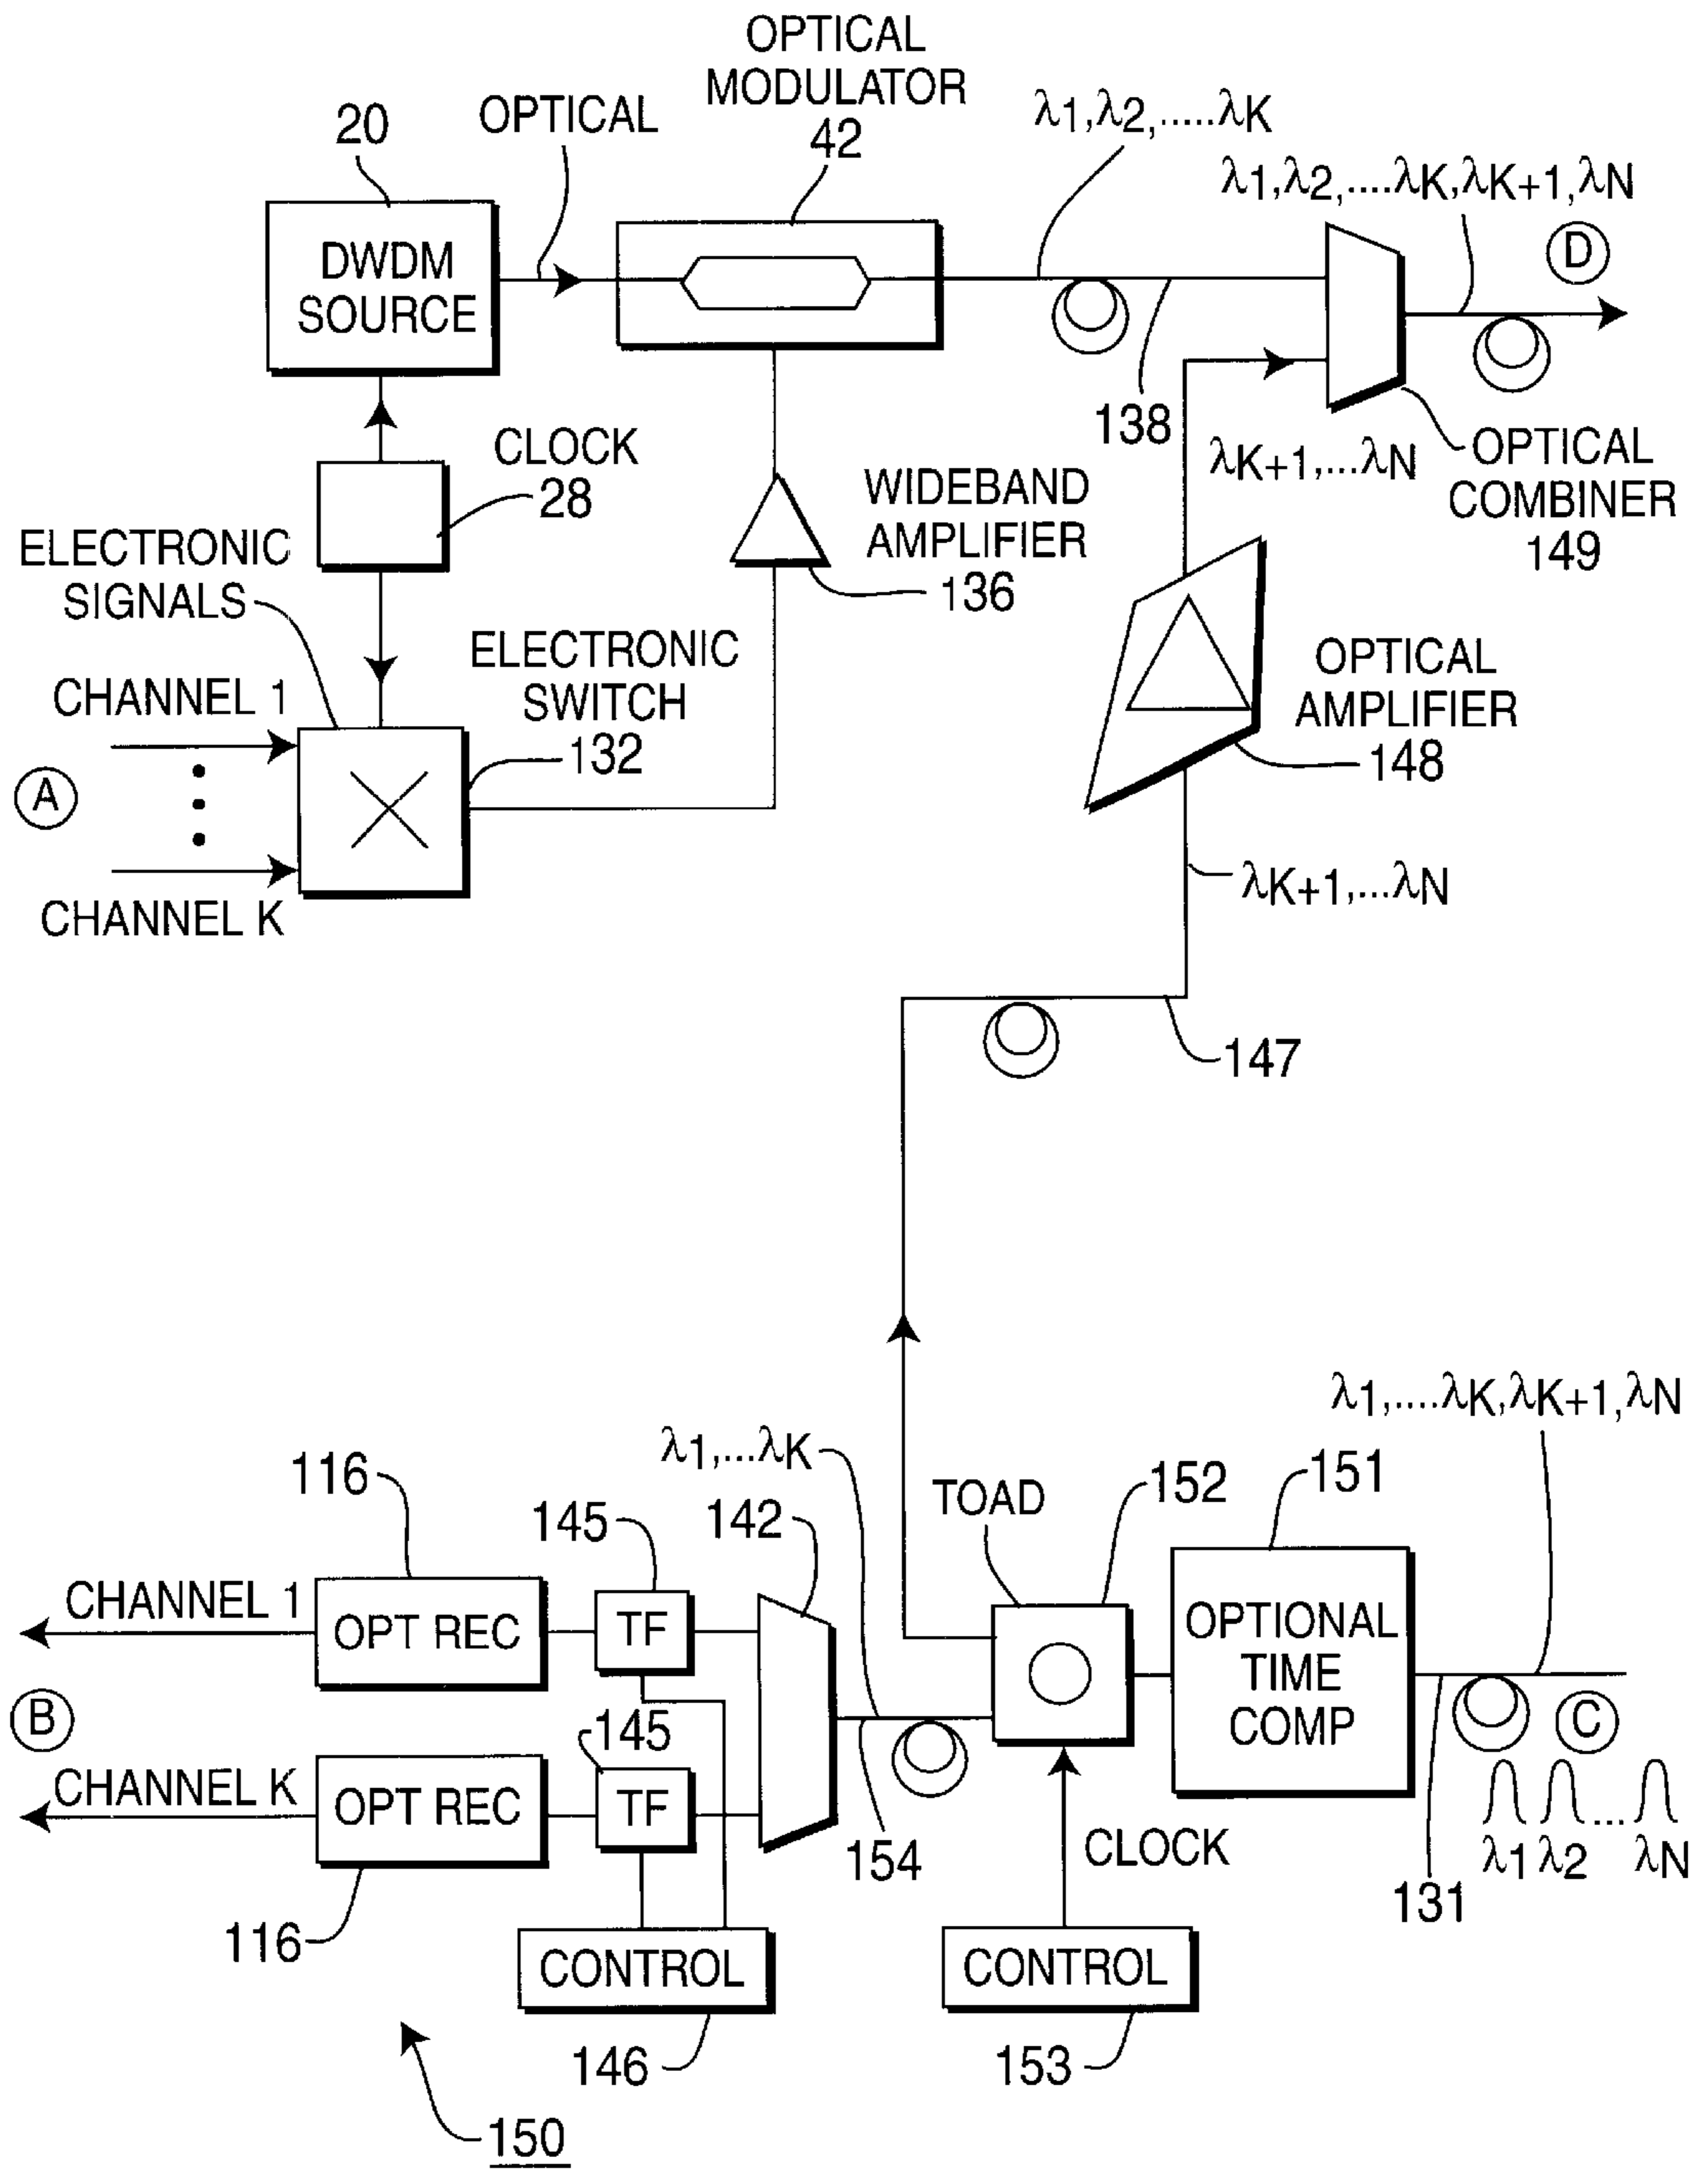 OPTICAL
MODULATOR
42
OPTICAL
20
λ1,λ2,.....λK
λ1,λ2,....λK,λK+1,λN
D
DWDM
SOURCE
138
λK+1,...λN
OPTICAL
COMBINER
149
CLOCK
28
WIDEBAND
AMPLIFIER
136
ELECTRONIC
SIGNALS
ELECTRONIC
SWITCH
132
CHANNEL 1
A
CHANNEL K
OPTICAL
AMPLIFIER
148
λK+1,...λN
147
λ1,....λK,λK+1,λN
λ1,...λK
116
145
142
TOAD
152
151
CHANNEL 1
OPT REC
TF
OPTIONAL
TIME
COMP
B
145
C
CHANNEL K
OPT REC
TF
154
CLOCK
λ1 λ2 ... λN
131
116
CONTROL
CONTROL
146
153
150